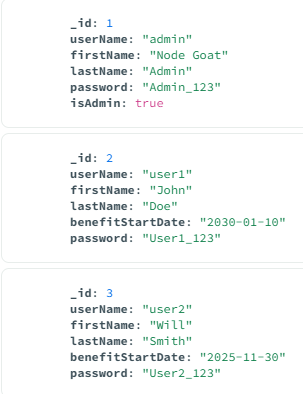 _id: 1
userName: "admin"
firstName: "Node Goat"
lastName: "Admin"
password: "Admin_123"
isAdmin: true
_id: 2
userName: "user1"
firstName: "John"
lastName: "Doe"
benefitStartDate: "2030-01-10"
password: "User1_123"
_id: 3
userName: "user2"
firstName: "Will"
lastName: "Smith"
benefitStartDate: "2025-11-30"
password: "User2_123"